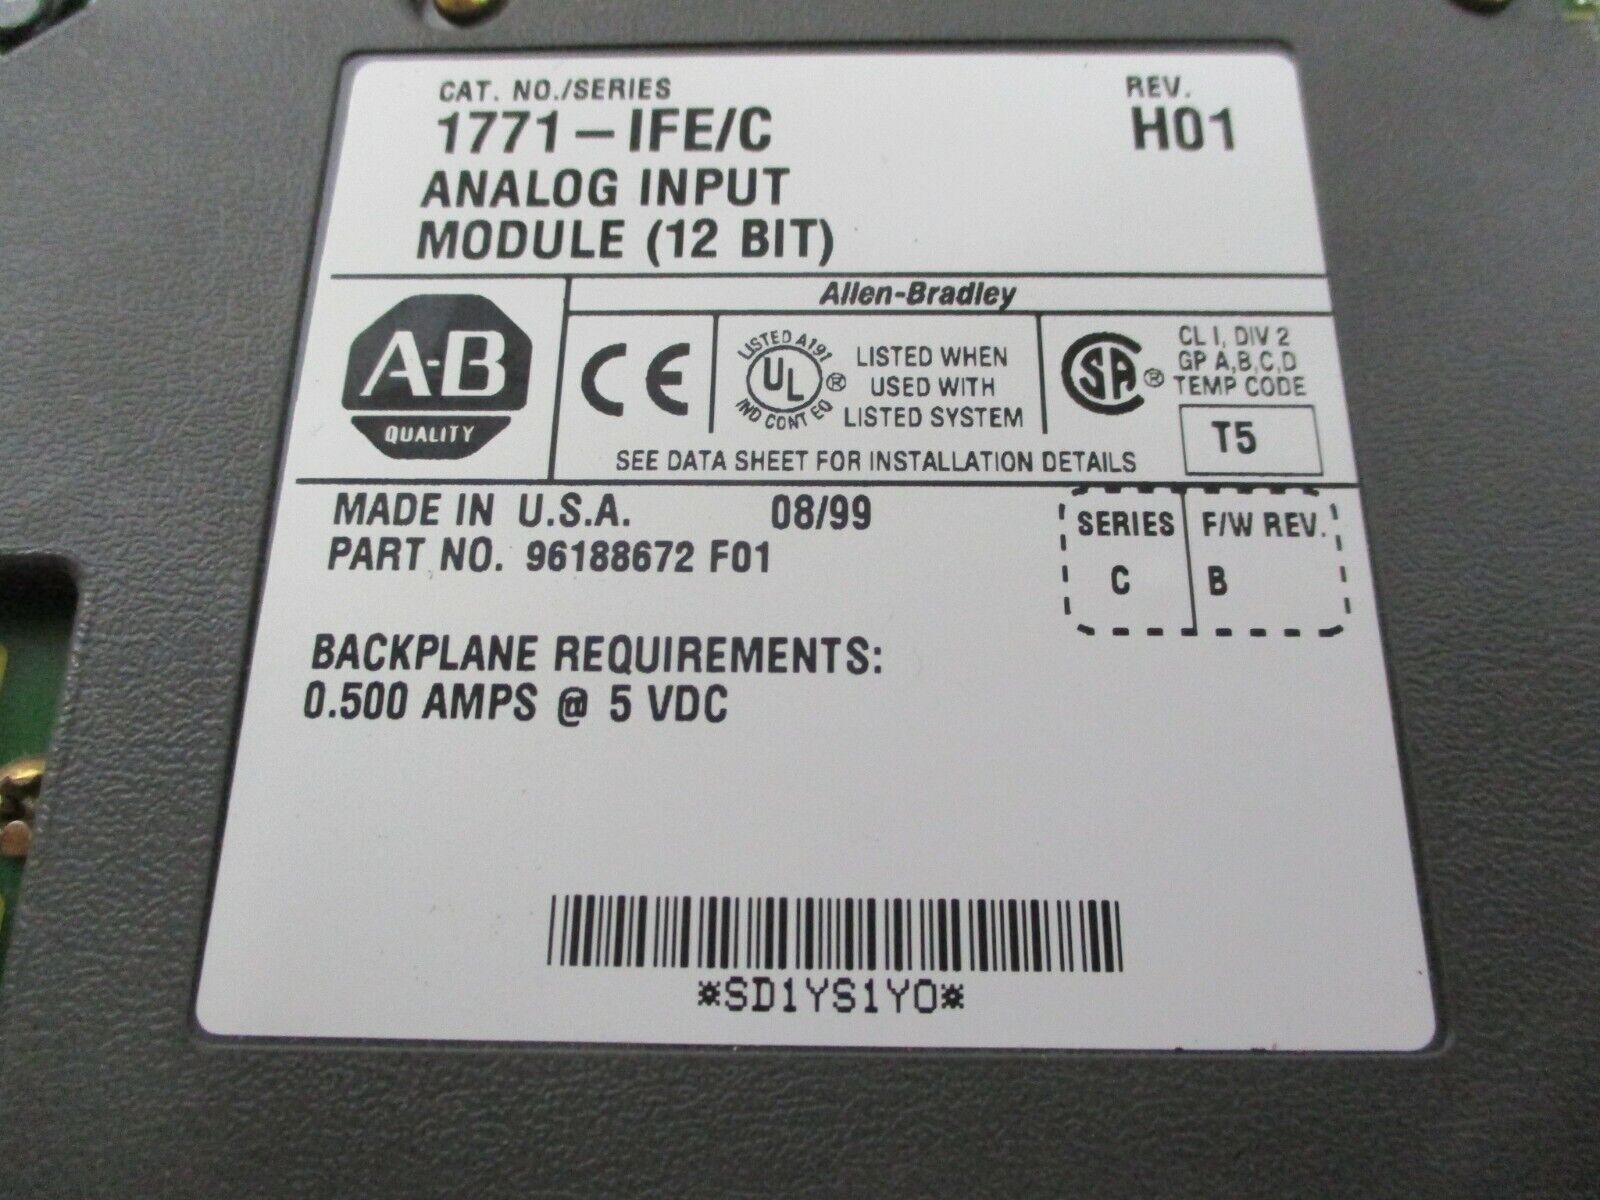 CAT. NO./SERIES REV.
1771-IFE/C H01
ANALOG INPUT
MODULE (12 BIT)
Allen-Bradley
A-B
QUALITY
CE
LISTED A191
UL ®
IND CONT EQ
LISTED WHEN
USED WITH
LISTED SYSTEM
SA ®
CL I, DIV 2
GP A,B,C,D
TEMP CODE
T5
SEE DATA SHEET FOR INSTALLATION DETAILS
MADE IN U.S.A. 08/99
PART NO. 96188672 F01
SERIES F/W REV.
C B
BACKPLANE REQUIREMENTS:
0.500 AMPS @ 5 VDC
*SD1YS1YO*